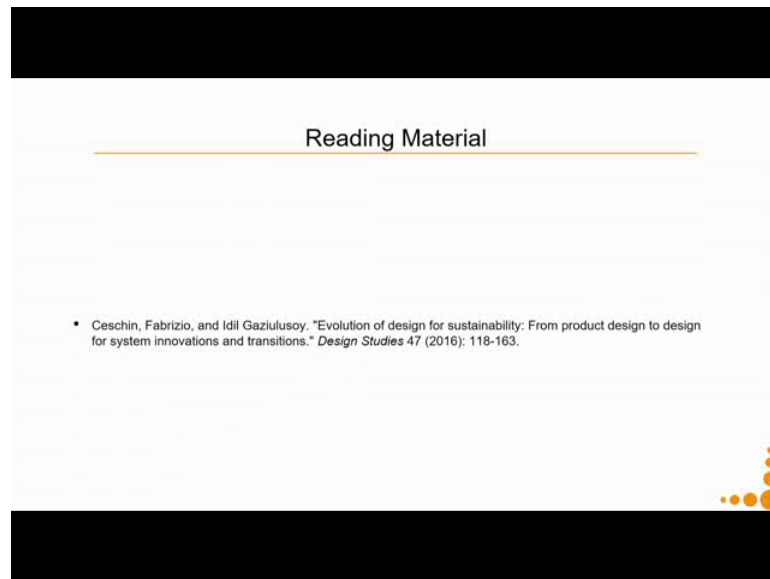 Reading Material
• Ceschin, Fabrizio, and Idil Gaziulusoy. "Evolution of design for sustainability: From product design to design
for system innovations and transitions." Design Studies 47 (2016): 118-163.